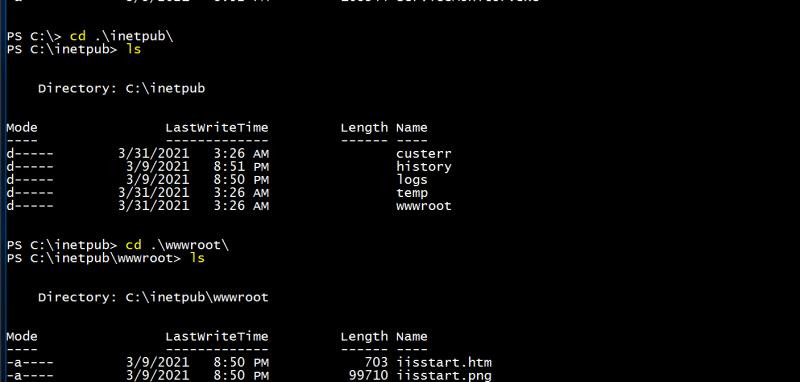 PS C:\> cd .\inetpub\
PS C:\inetpub> ls
Directory: C:\inetpub
Mode LastWriteTime Length Name
---- ------------- ------ ----
d----- 3/31/2021 3:26 AM custerr
d----- 3/9/2021 8:51 PM history
d----- 3/9/2021 8:50 PM logs
d----- 3/31/2021 3:26 AM temp
d----- 3/31/2021 3:26 AM wwwroot
PS C:\inetpub> cd .\wwwroot\
PS C:\inetpub\wwwroot> ls
Directory: C:\inetpub\wwwroot
Mode LastWriteTime Length Name
---- ------------- ------ ----
-a---- 3/9/2021 8:50 PM 703 iisstart.htm
-a---- 3/9/2021 8:50 PM 99710 iisstart.png